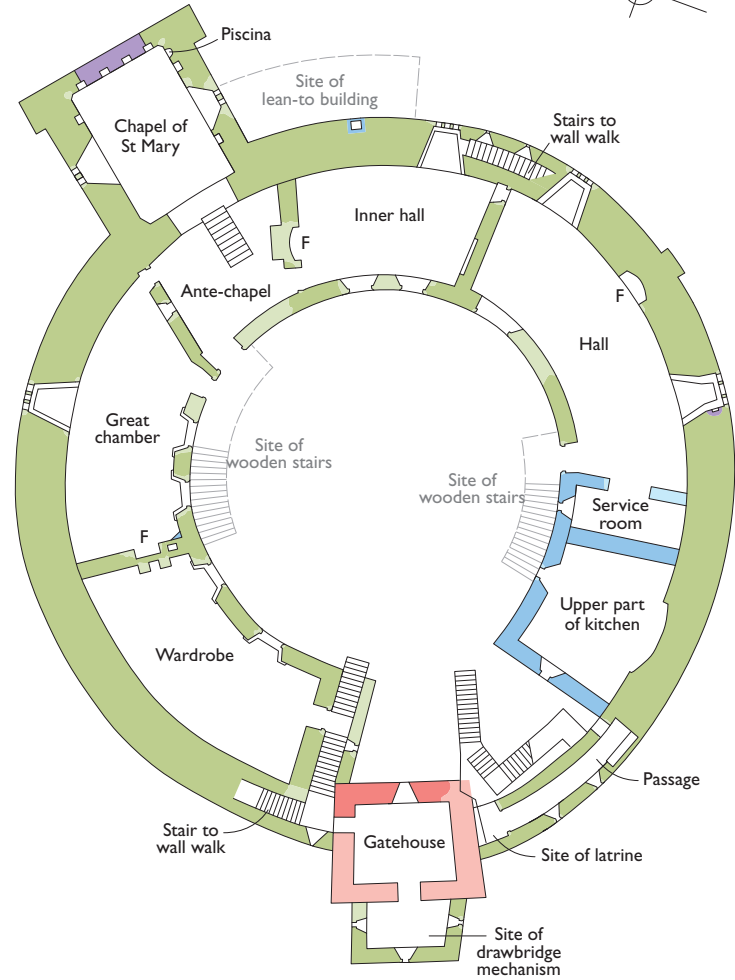 Piscina
Site of
lean-to building
Stairs to
wall walk
Chapel of
St Mary
Inner hall
F
Ante-chapel
F
Hall
Great
chamber
Site of
wooden stairs
Site of
wooden stairs
Service
room
F
Upper part
of kitchen
Wardrobe
Passage
Stair to
wall walk
Gatehouse
Site of latrine
Site of
drawbridge
mechanism